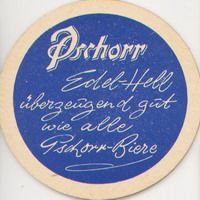 Pschorr
Edel-Hell
überzeugend gut
wie alle
Pschorr-Biere